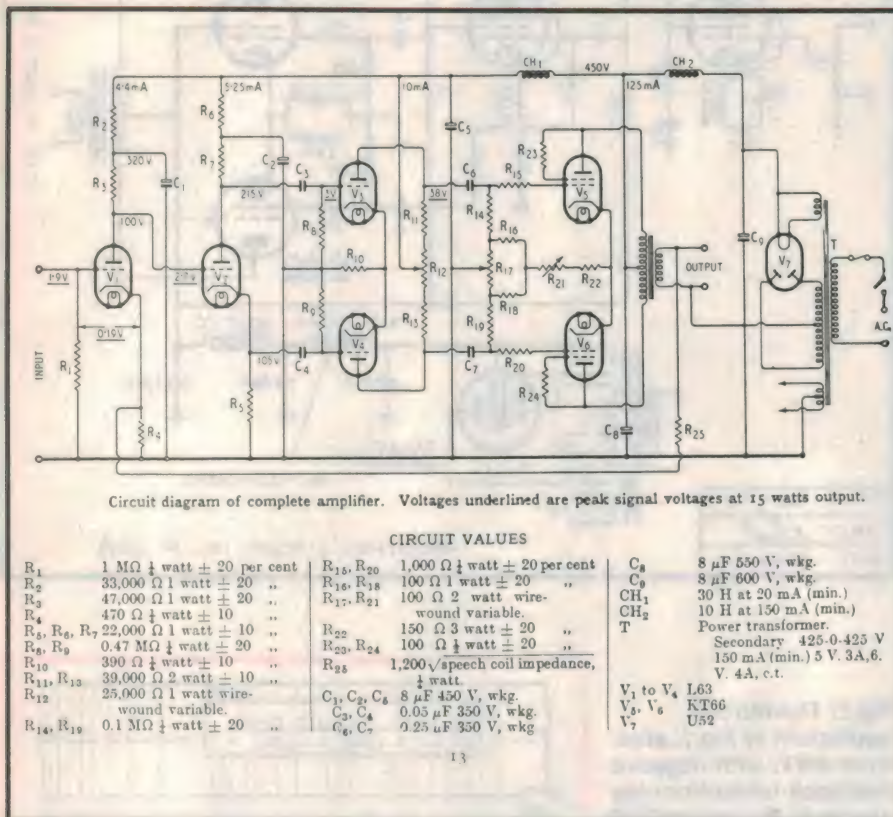 4·4mA
5·25mA
10mA
CH₁
450V
CH₂
125mA
R₂
R₆
320V
C₁
R₃
R₇
C₂
C₃
C₅
C₆
R₁₅
R₂₃
V₅
C₉
V₇
T
100V
215V
V₃
38V
R₁₁
R₁₄
R₁₆
R₈
1·9V
V₁
R₁₀
R₁₂
R₁₇
R₂₁
R₂₂
OUTPUT
A.C.
0·19V
R₉
R₁₃
R₁₈
R₁₉
INPUT
R₁
105V
C₄
V₄
C₇
R₂₀
V₆
R₅
R₂₄
R₄
C₈
R₂₅
Circuit diagram of complete amplifier. Voltages underlined are peak signal voltages at 15 watts output.
CIRCUIT VALUES
R₁ 1 MΩ ¼ watt ± 20 per cent
R₂ 33,000 Ω 1 watt ± 20 ,,
R₃ 47,000 Ω 1 watt ± 20 ,,
R₄ 470 Ω ¼ watt ± 10 ,,
R₅, R₆, R₇ 22,000 Ω 1 watt ± 10 ,,
R₈, R₉ 0.47 MΩ ¼ watt ± 20 ,,
R₁₀ 390 Ω ¼ watt ± 10 ,,
R₁₁, R₁₃ 39,000 Ω 2 watt ± 10 ,,
R₁₂ 25,000 Ω 1 watt wire-
wound variable.
R₁₄, R₁₉ 0.1 MΩ ¼ watt ± 20 ,,
R₁₅, R₂₀ 1,000 Ω ¼ watt ± 20 per cent
R₁₆, R₁₈ 100 Ω 1 watt ± 20 ,,
R₁₇, R₂₁ 100 Ω 2 watt wire-
wound variable.
R₂₂ 150 Ω 3 watt ± 20 ,,
R₂₃, R₂₄ 100 Ω ¼ watt ± 20 ,,
R₂₅ 1,200√speech coil impedance,
¼ watt.
C₁, C₂, C₅ 8 µF 450 V, wkg.
C₃, C₄ 0.05 µF 350 V, wkg.
C₆, C₇ 0.25 µF 350 V, wkg
C₈ 8 µF 550 V, wkg.
C₉ 8 µF 600 V, wkg.
CH₁ 30 H at 20 mA (min.)
CH₂ 10 H at 150 mA (min.)
T Power transformer.
Secondary 425-0-425 V
150 mA (min.) 5 V. 3A, 6.
V. 4A, c.t.
V₁ to V₄ L63
V₅, V₆ KT66
V₇ U52
13